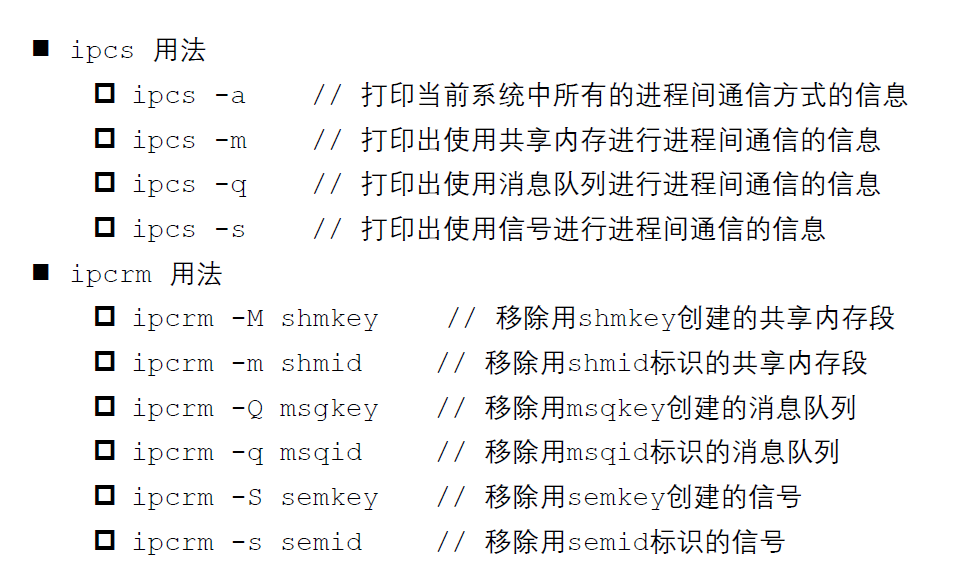 ■ ipcs 用法
ipcs -a // 打印当前系统中所有的进程间通信方式的信息
ipcs -m // 打印出使用共享内存进行进程间通信的信息
ipcs -q // 打印出使用消息队列进行进程间通信的信息
ipcs -s // 打印出使用信号进行进程间通信的信息
■ ipcrm 用法
ipcrm -M shmkey // 移除用shmkey创建的共享内存段
ipcrm -m shmid // 移除用shmid标识的共享内存段
ipcrm -Q msgkey // 移除用msqkey创建的消息队列
ipcrm -q msqid // 移除用msqid标识的消息队列
ipcrm -S semkey // 移除用semkey创建的信号
ipcrm -s semid // 移除用semid标识的信号